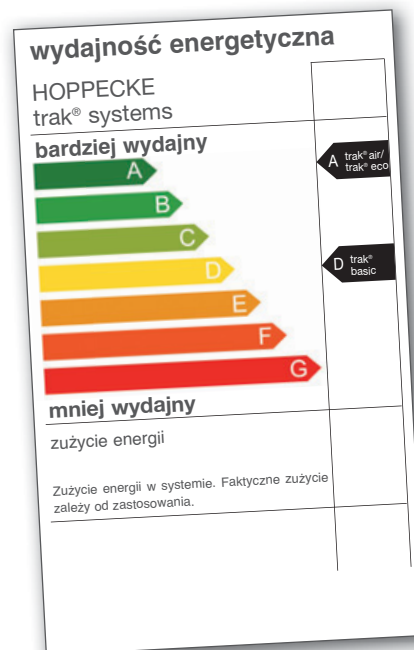 wydajność energetyczna
HOPPECKE
trak® systems
bardziej wydajny
A
A trak® air/
trak® eco
B
C
D
D trak®
basic
E
F
G
mniej wydajny
zużycie energii
Zużycie energii w systemie. Faktyczne zużycie
zależy od zastosowania.